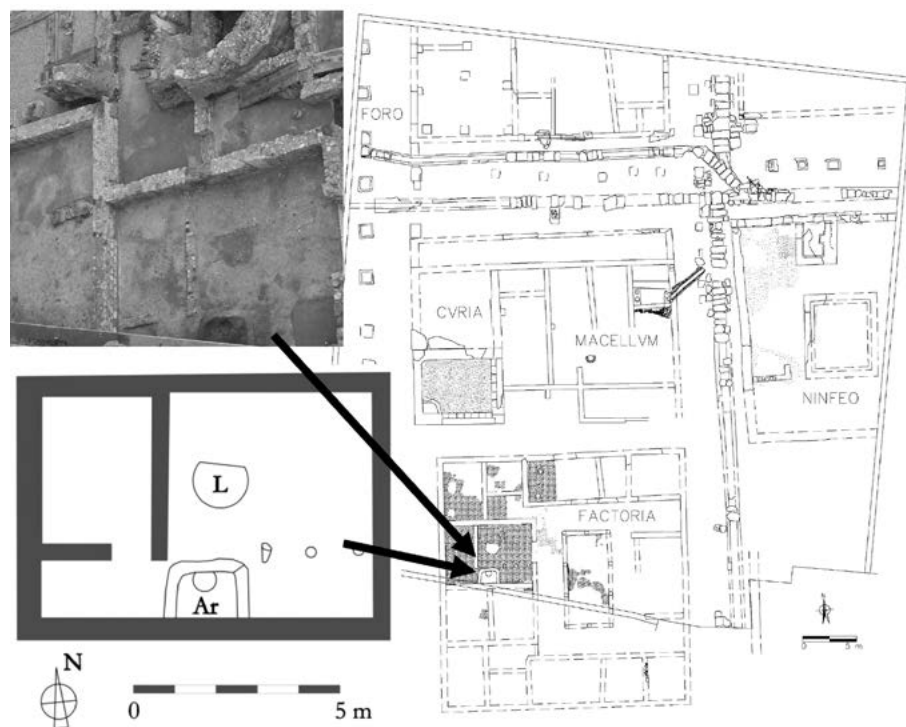 FORO
CVRIA
MACELLVM
NINFEO
FACTORIA
L
Ar
N
0 5 m
N
0 5 m